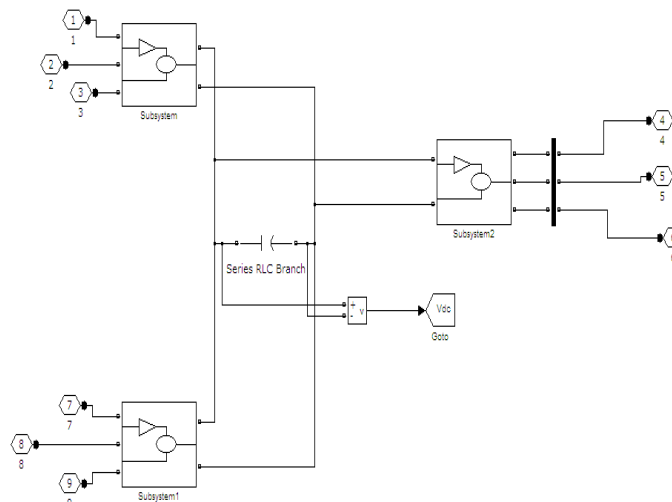 1
1
2
2
3
3
Subsystem
4
4
5
5
Subsystem2
Series RLC Branch
+
-
v
Vdc
Goto
7
7
8
8
9
Subsystem1